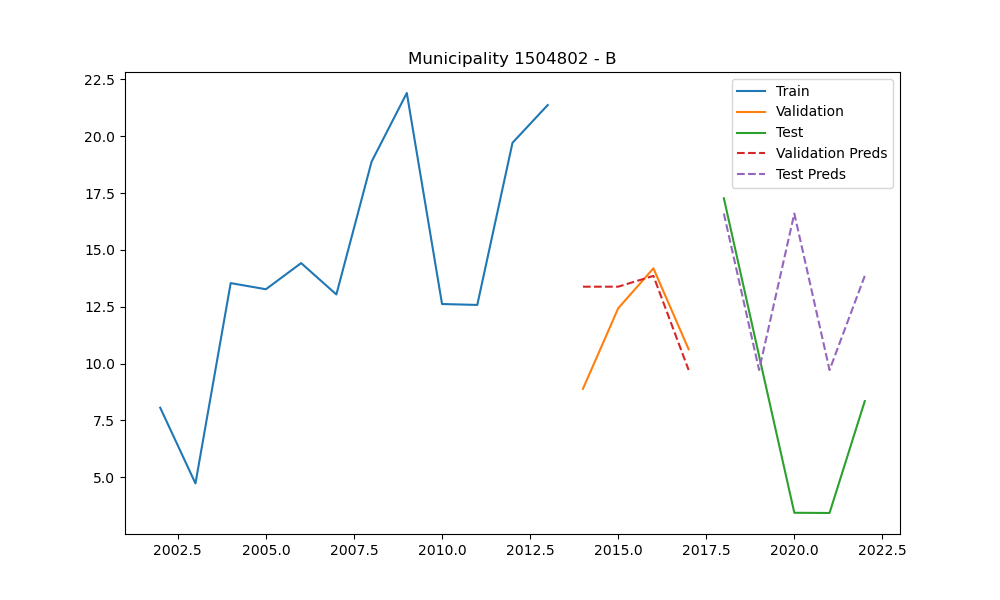 Municipality 1504802 - B
22.5
20.0
17.5
15.0
12.5
10.0
7.5
5.0
Train
Validation
Test
Validation Preds
Test Preds
2002.5 2005.0 2007.5 2010.0 2012.5 2015.0 2017.5 2020.0 2022.5